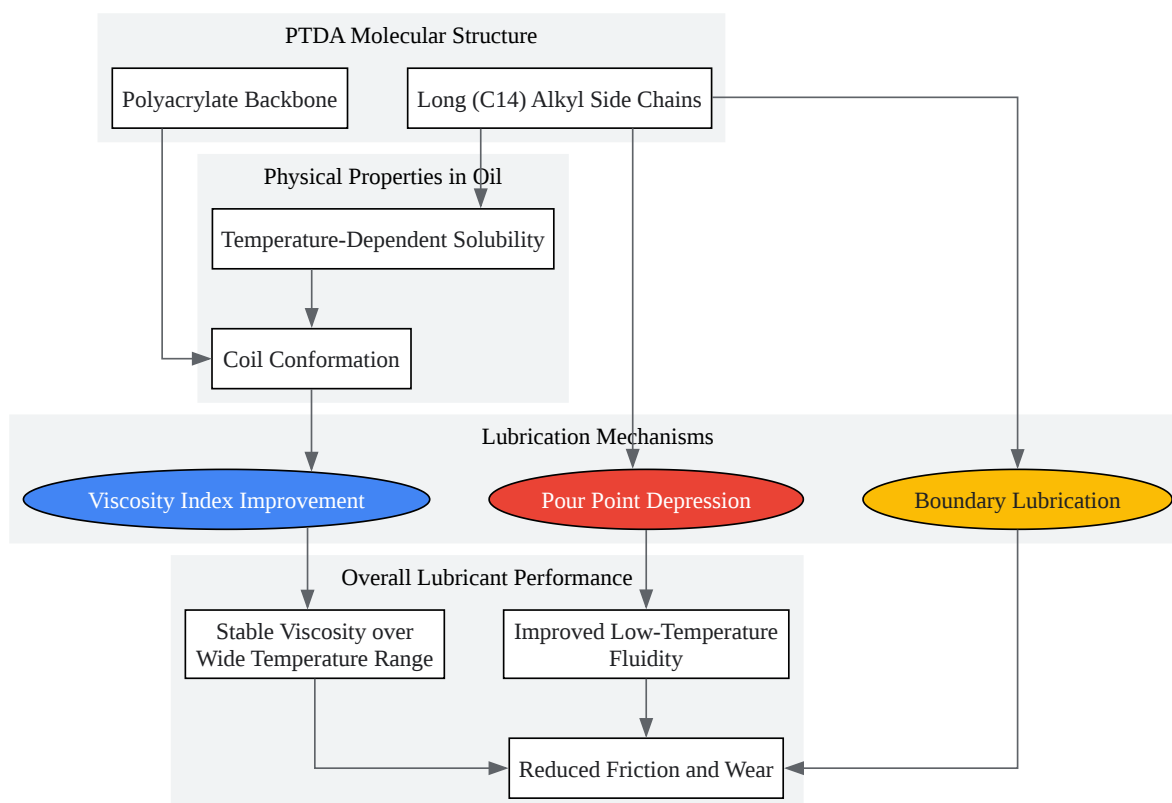 PTDA Molecular Structure
Polyacrylate Backbone
Long (C14) Alkyl Side Chains
Physical Properties in Oil
Temperature-Dependent Solubility
Coil Conformation
Lubrication Mechanisms
Viscosity Index Improvement
Pour Point Depression
Boundary Lubrication
Overall Lubricant Performance
Stable Viscosity over
Wide Temperature Range
Improved Low-Temperature
Fluidity
Reduced Friction and Wear